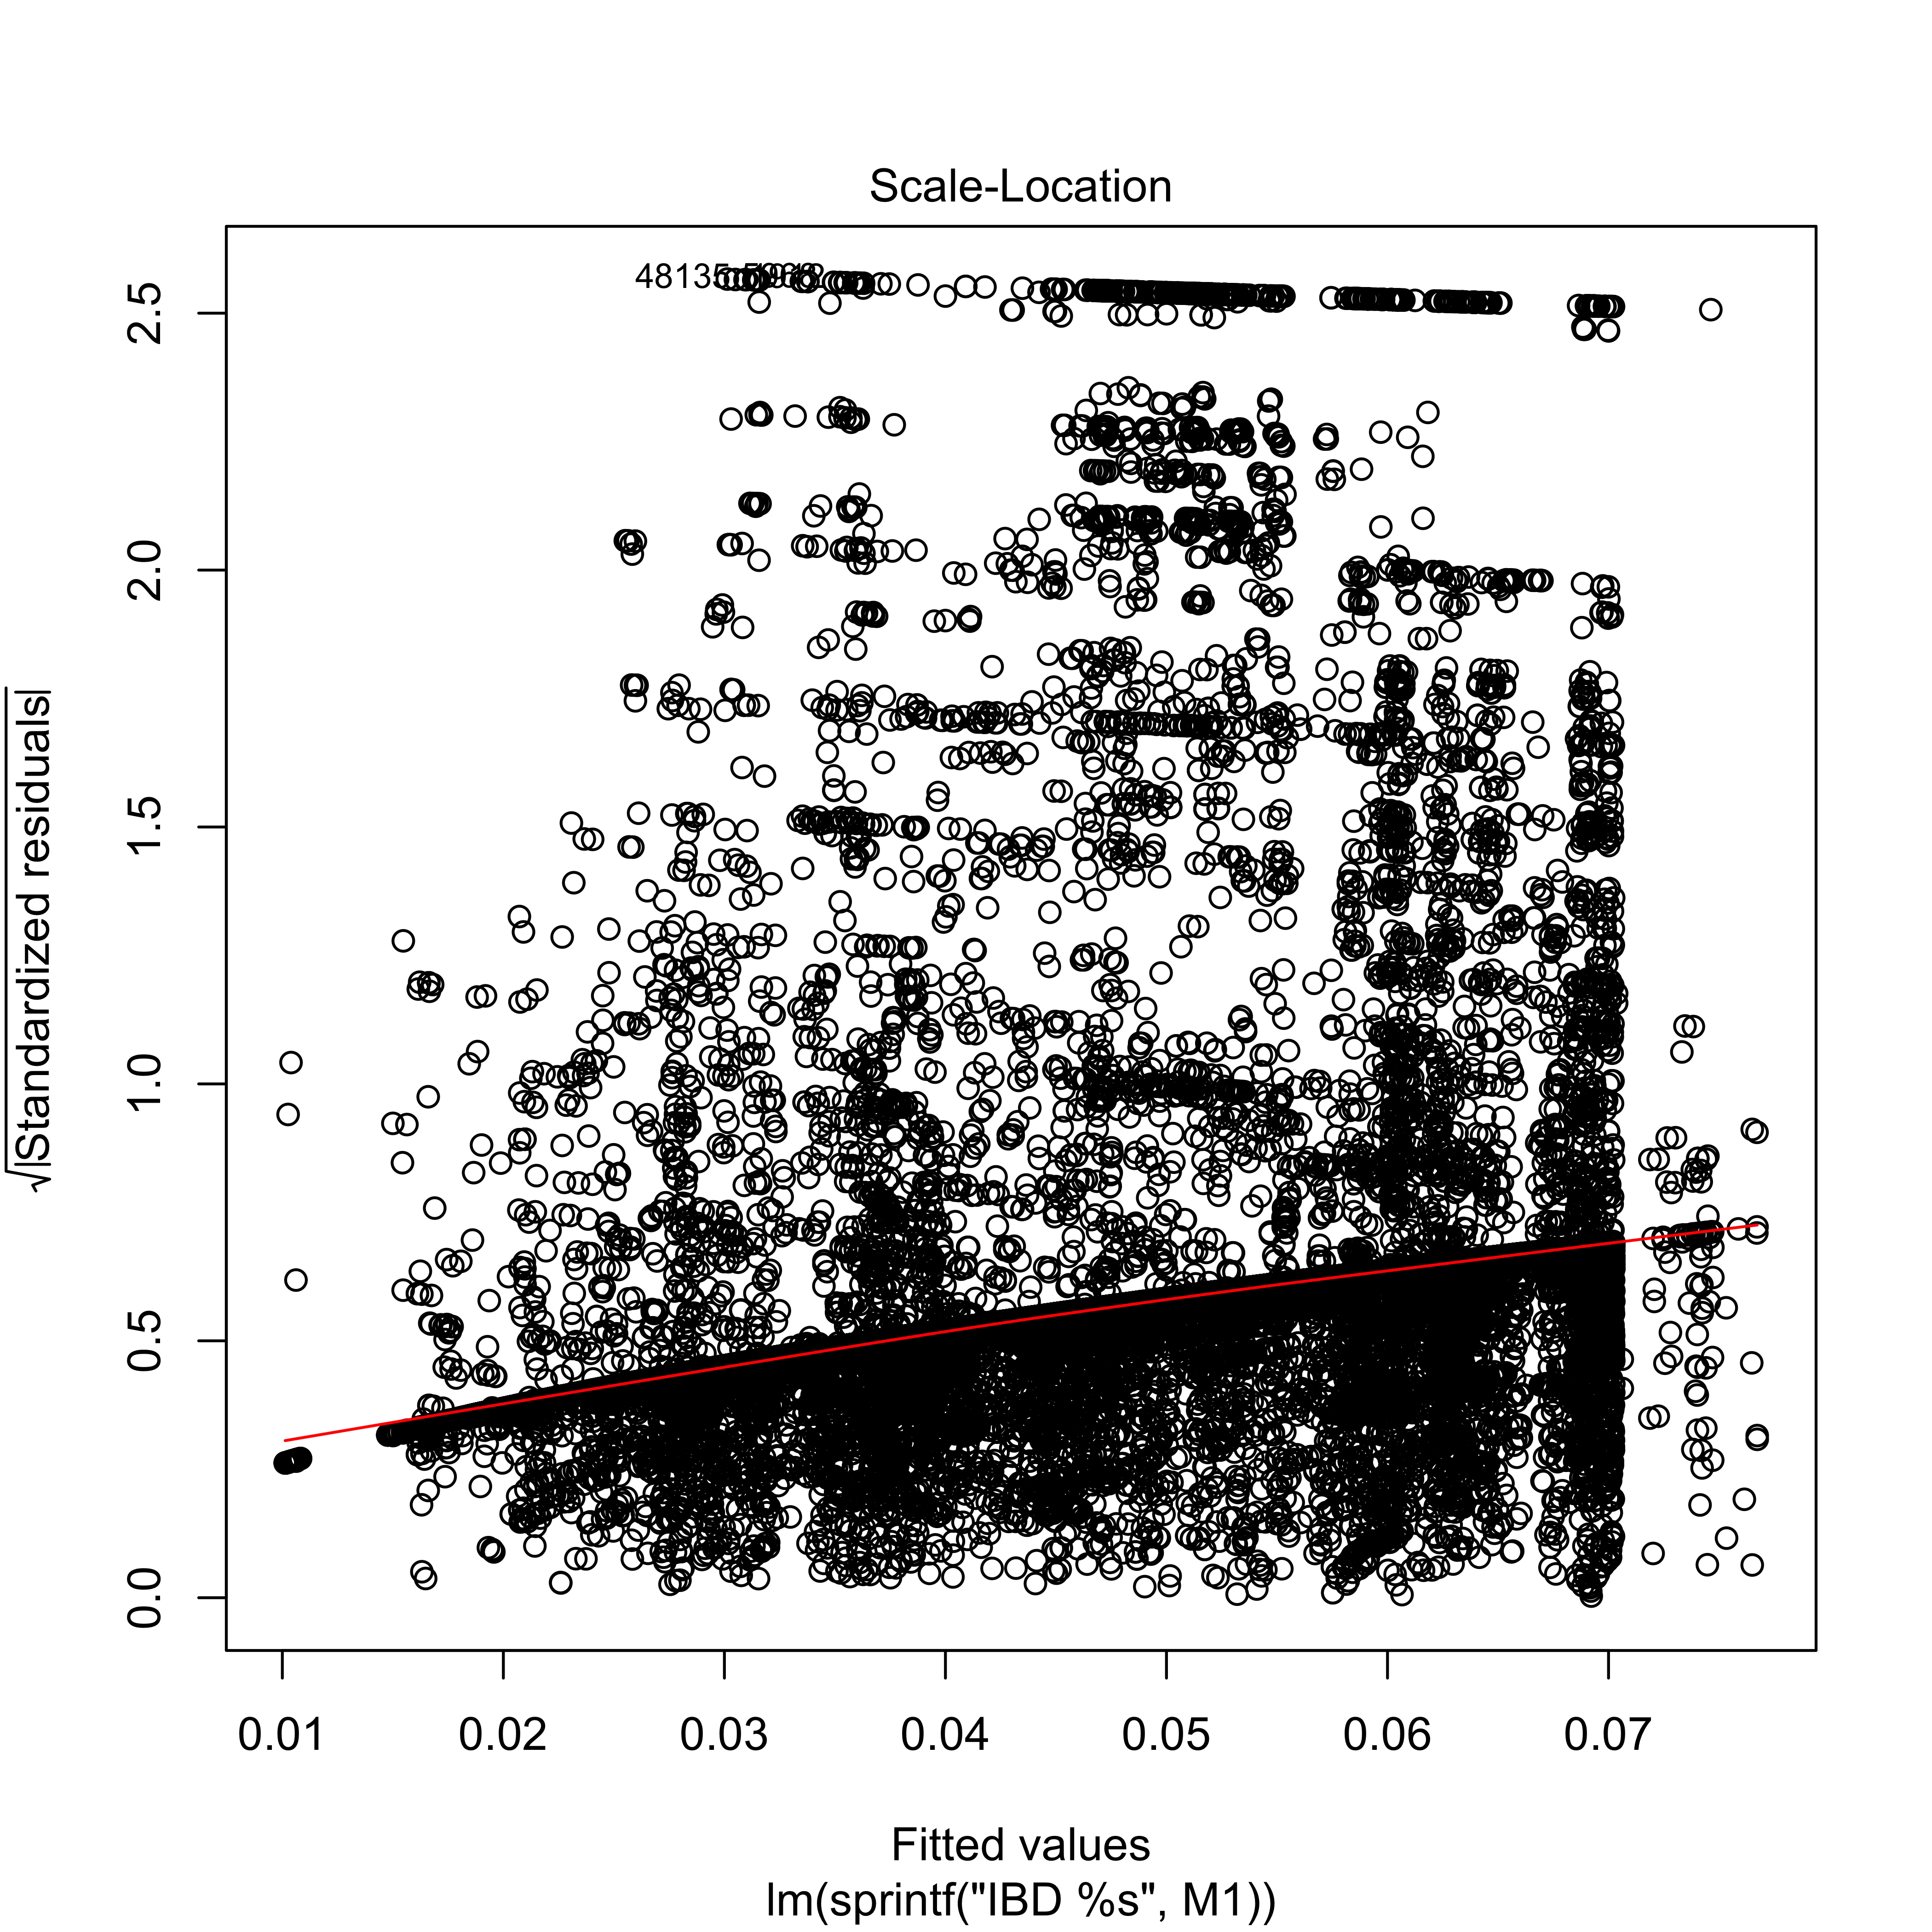 Scale-Location
√|Standardized residuals|
2.5
2.0
1.5
1.0
0.5
0.0
48135
0.01 0.02 0.03 0.04 0.05 0.06 0.07
Fitted values
lm(sprintf("IBD %s", M1))